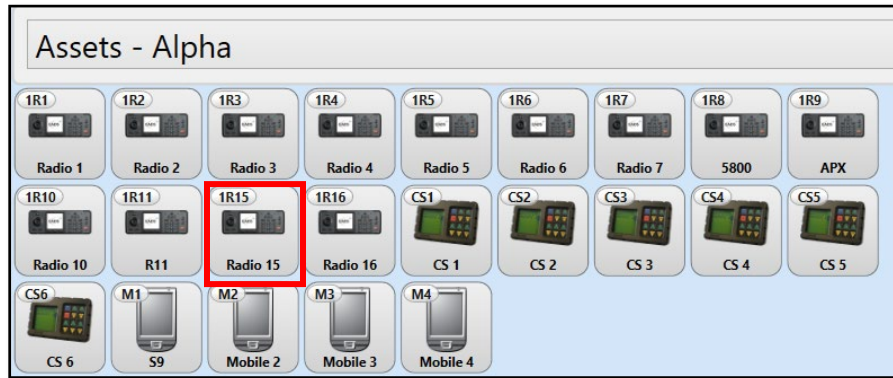 Assets - Alpha
1R1 1R2 1R3 1R4 1R5 1R6 1R7 1R8 1R9
Radio 1 Radio 2 Radio 3 Radio 4 Radio 5 Radio 6 Radio 7 5800 APX
1R10 1R11 1R15 1R16 CS1 CS2 CS3 CS4 CS5
Radio 10 R11 Radio 15 Radio 16 CS 1 CS 2 CS 3 CS 4 CS 5
CS6 M1 M2 M3 M4
CS 6 S9 Mobile 2 Mobile 3 Mobile 4